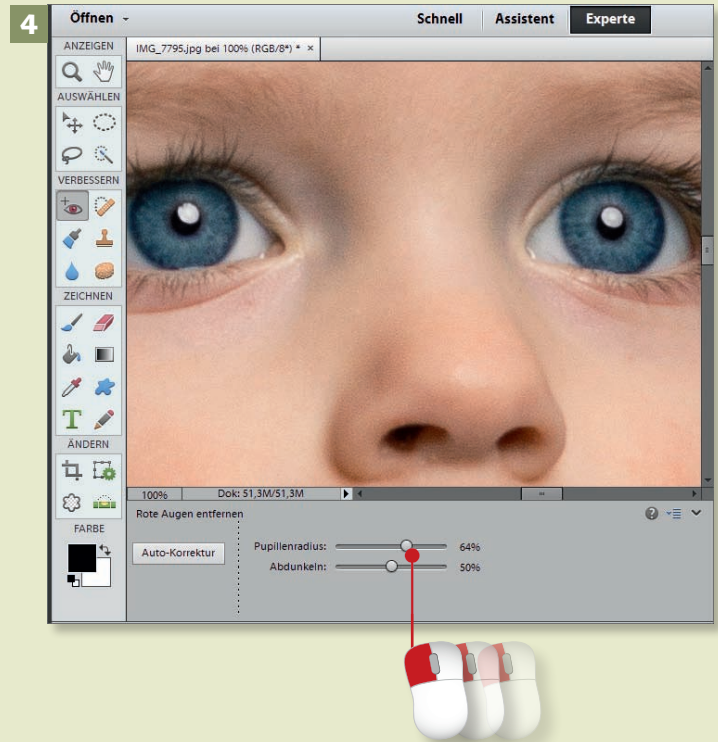 4
Öffnen
Schnell Assistent Experte
ANZEIGEN
IMG_7795.jpg bei 100% (RGB/8*) * ×
AUSWÄHLEN
VERBESSERN
ZEICHNEN
T
ÄNDERN
FARBE
100% Dok: 51,3M/51,3M
Rote Augen entfernen
Auto-Korrektur
Pupillenradius: 64%
Abdunkeln: 50%